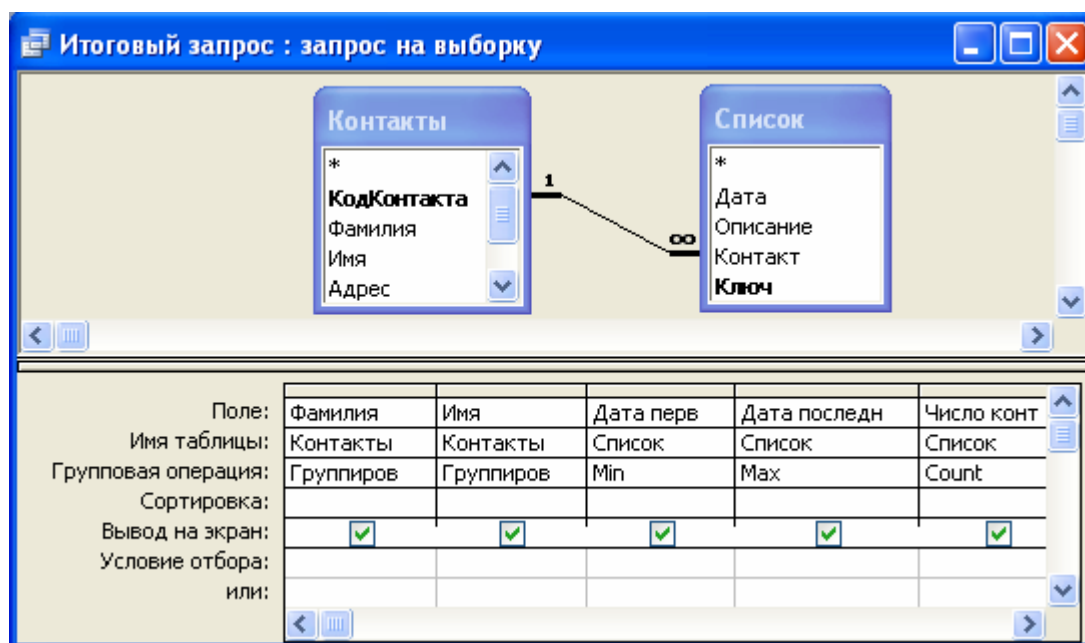 Итоговый запрос : запрос на выборку
Контакты
*
КодКонтакта
Фамилия
Имя
Адрес
1
∞
Список
*
Дата
Описание
Контакт
Ключ
Поле: Фамилия Имя Дата перв Дата последн Число конт
Имя таблицы: Контакты Контакты Список Список Список
Групповая операция: Группиров Группиров Min Max Count
Сортировка:
Вывод на экран:
Условие отбора:
или: